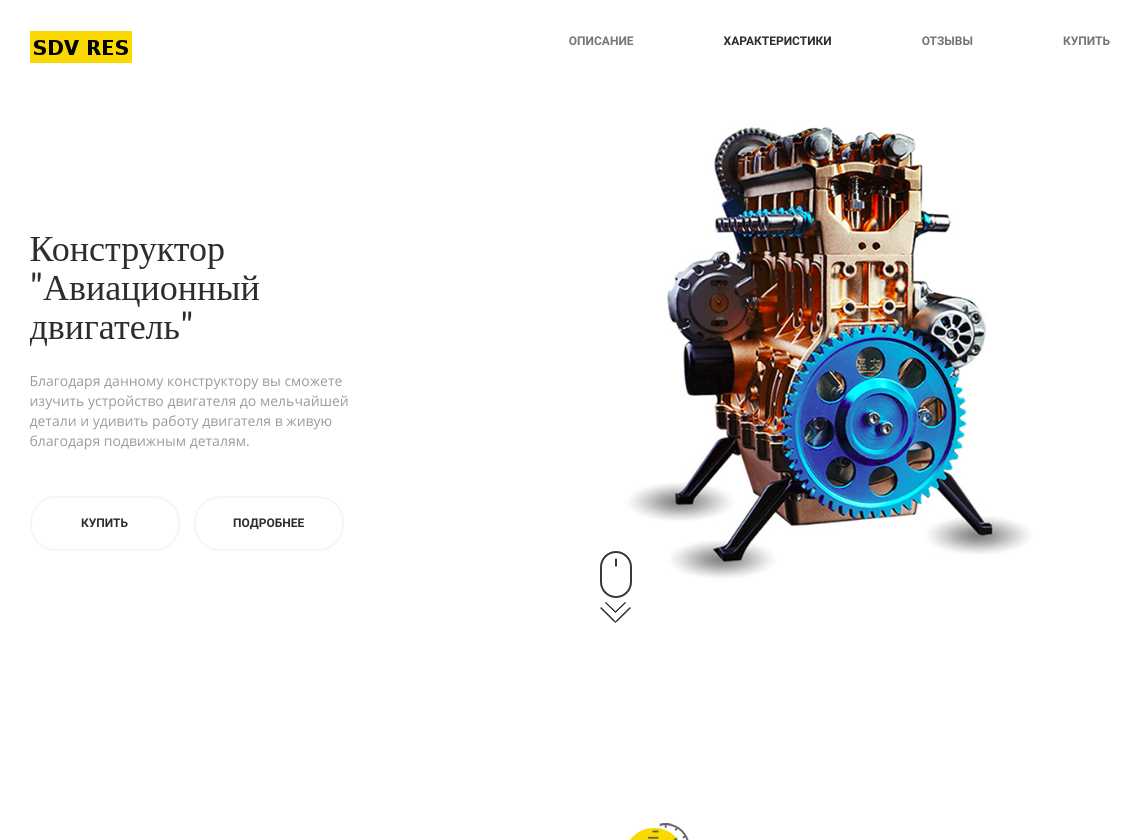 SDV RES
ОПИСАНИЕ
ХАРАКТЕРИСТИКИ
ОТЗЫВЫ
КУПИТЬ
Конструктор
"Авиационный
двигатель"
Благодаря данному конструктору вы сможете
изучить устройство двигателя до мельчайшей
детали и удивить работу двигателя в живую
благодаря подвижным деталям.
КУПИТЬ
ПОДРОБНЕЕ